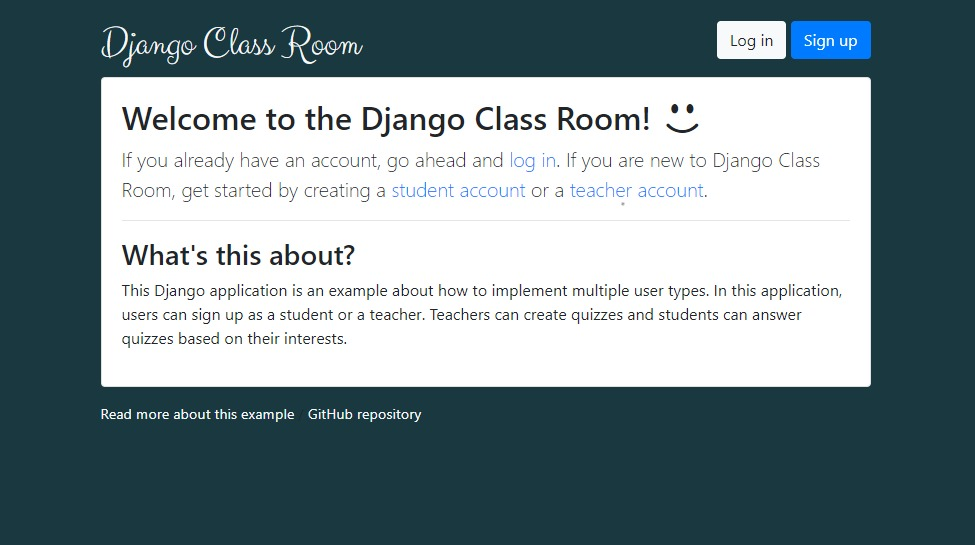 Django Class Room
Log in
Sign up
Welcome to the Django Class Room!
If you already have an account, go ahead and log in. If you are new to Django Class
Room, get started by creating a student account or a teacher account.
What's this about?
This Django application is an example about how to implement multiple user types. In this application,
users can sign up as a student or a teacher. Teachers can create quizzes and students can answer
quizzes based on their interests.
Read more about this example
GitHub repository